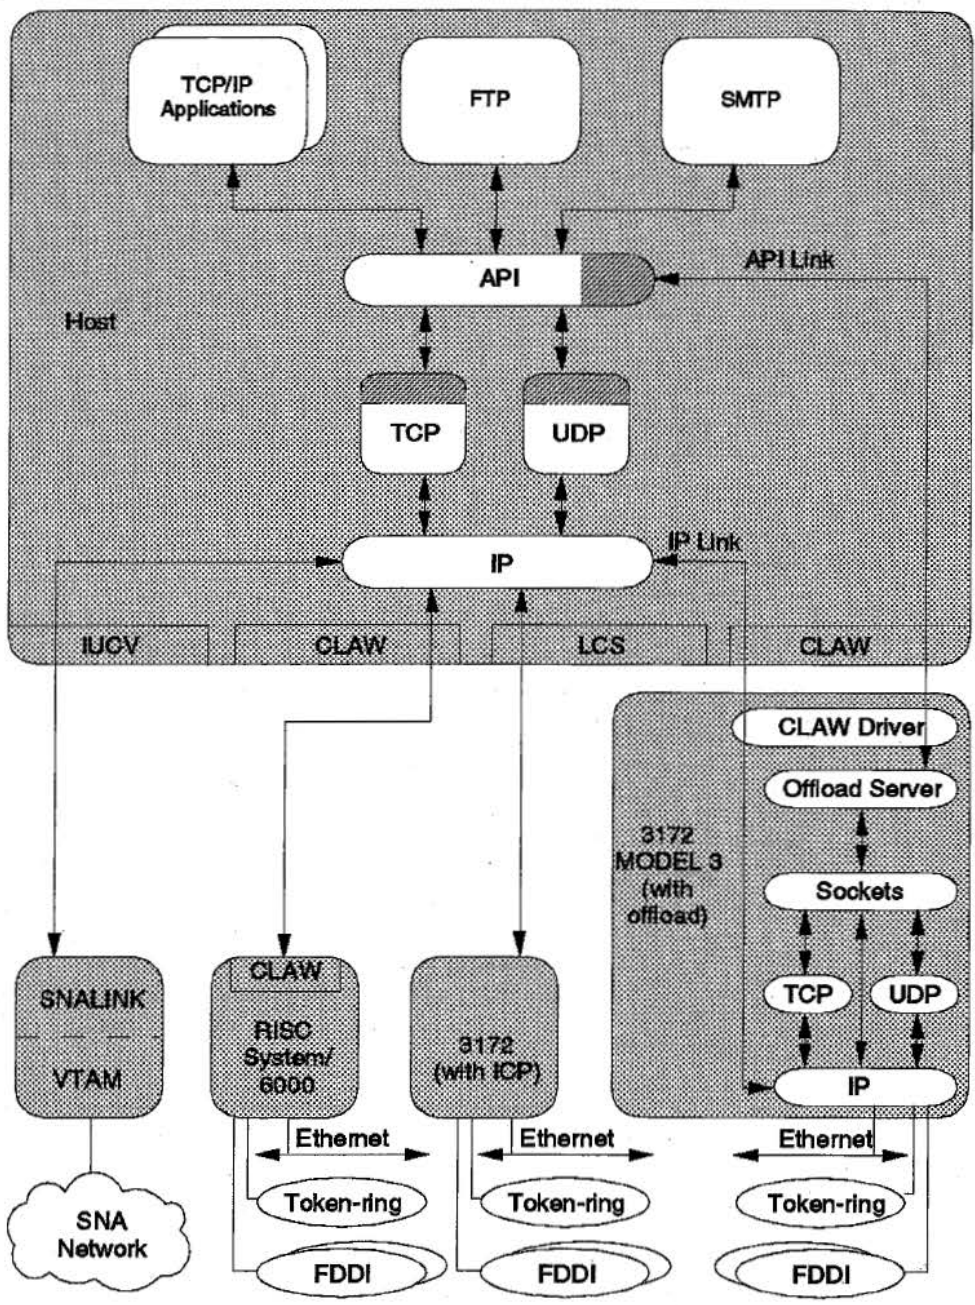 TCP/IP
Applications
FTP
SMTP
API
API Link
Host
TCP
UDP
IP
IP Link
IUCV
CLAW
LCS
CLAW
CLAW Driver
Offload Server
3172
MODEL 3
(with
offload)
Sockets
TCP
UDP
IP
SNALINK
VTAM
CLAW
RISC
System/
6000
3172
(with ICP)
Ethernet
Ethernet
Ethernet
Token-ring
Token-ring
Token-ring
SNA
Network
FDDI
FDDI
FDDI